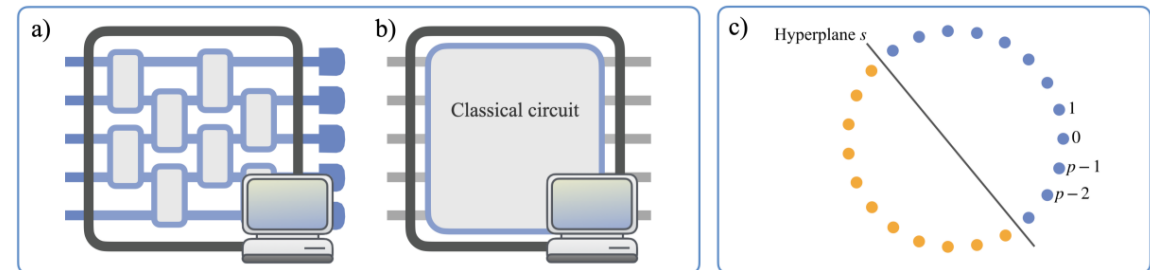 a)
b)
c)
Classical circuit
Hyperplane s
1
0
p − 1
p − 2